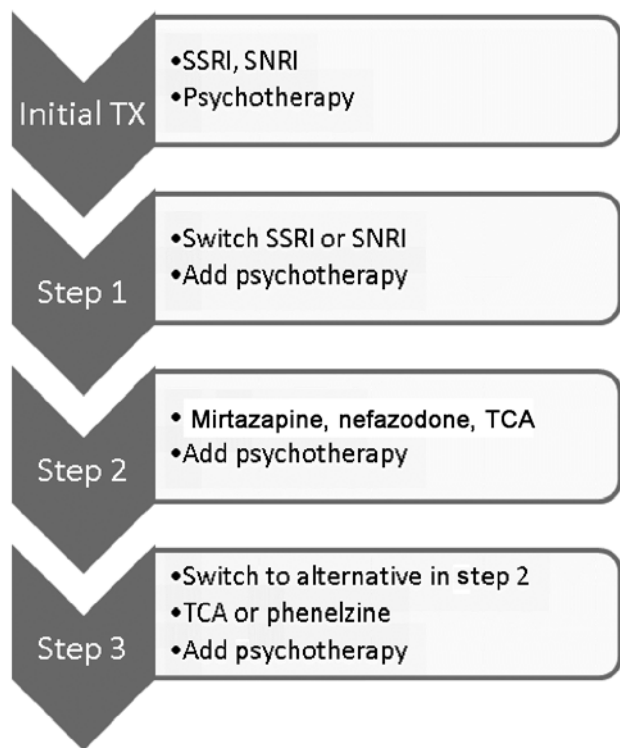 Initial TX
•SSRI, SNRI
•Psychotherapy
Step 1
•Switch SSRI or SNRI
•Add psychotherapy
Step 2
• Mirtazapine, nefazodone, TCA
•Add psychotherapy
Step 3
•Switch to alternative in step 2
•TCA or phenelzine
•Add psychotherapy